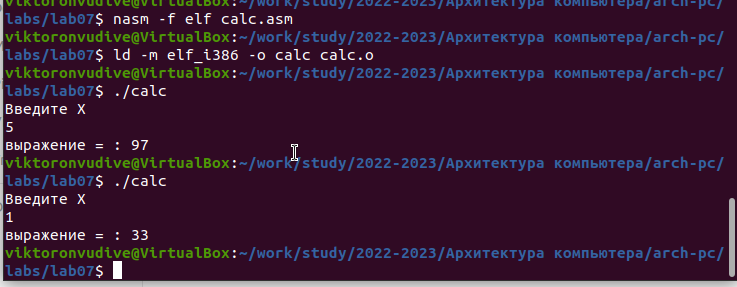 viktoronvudive@VirtualBox:~/work/study/2022-2023/Архитектура компьютера/arch-pc/
labs/lab07$ nasm -f elf calc.asm
viktoronvudive@VirtualBox:~/work/study/2022-2023/Архитектура компьютера/arch-pc/
labs/lab07$ ld -m elf_i386 -o calc calc.o
viktoronvudive@VirtualBox:~/work/study/2022-2023/Архитектура компьютера/arch-pc/
labs/lab07$ ./calc
Введите X
5
выражение = : 97
viktoronvudive@VirtualBox:~/work/study/2022-2023/Архитектура компьютера/arch-pc/
labs/lab07$ ./calc
Введите X
1
выражение = : 33
viktoronvudive@VirtualBox:~/work/study/2022-2023/Архитектура компьютера/arch-pc/
labs/lab07$